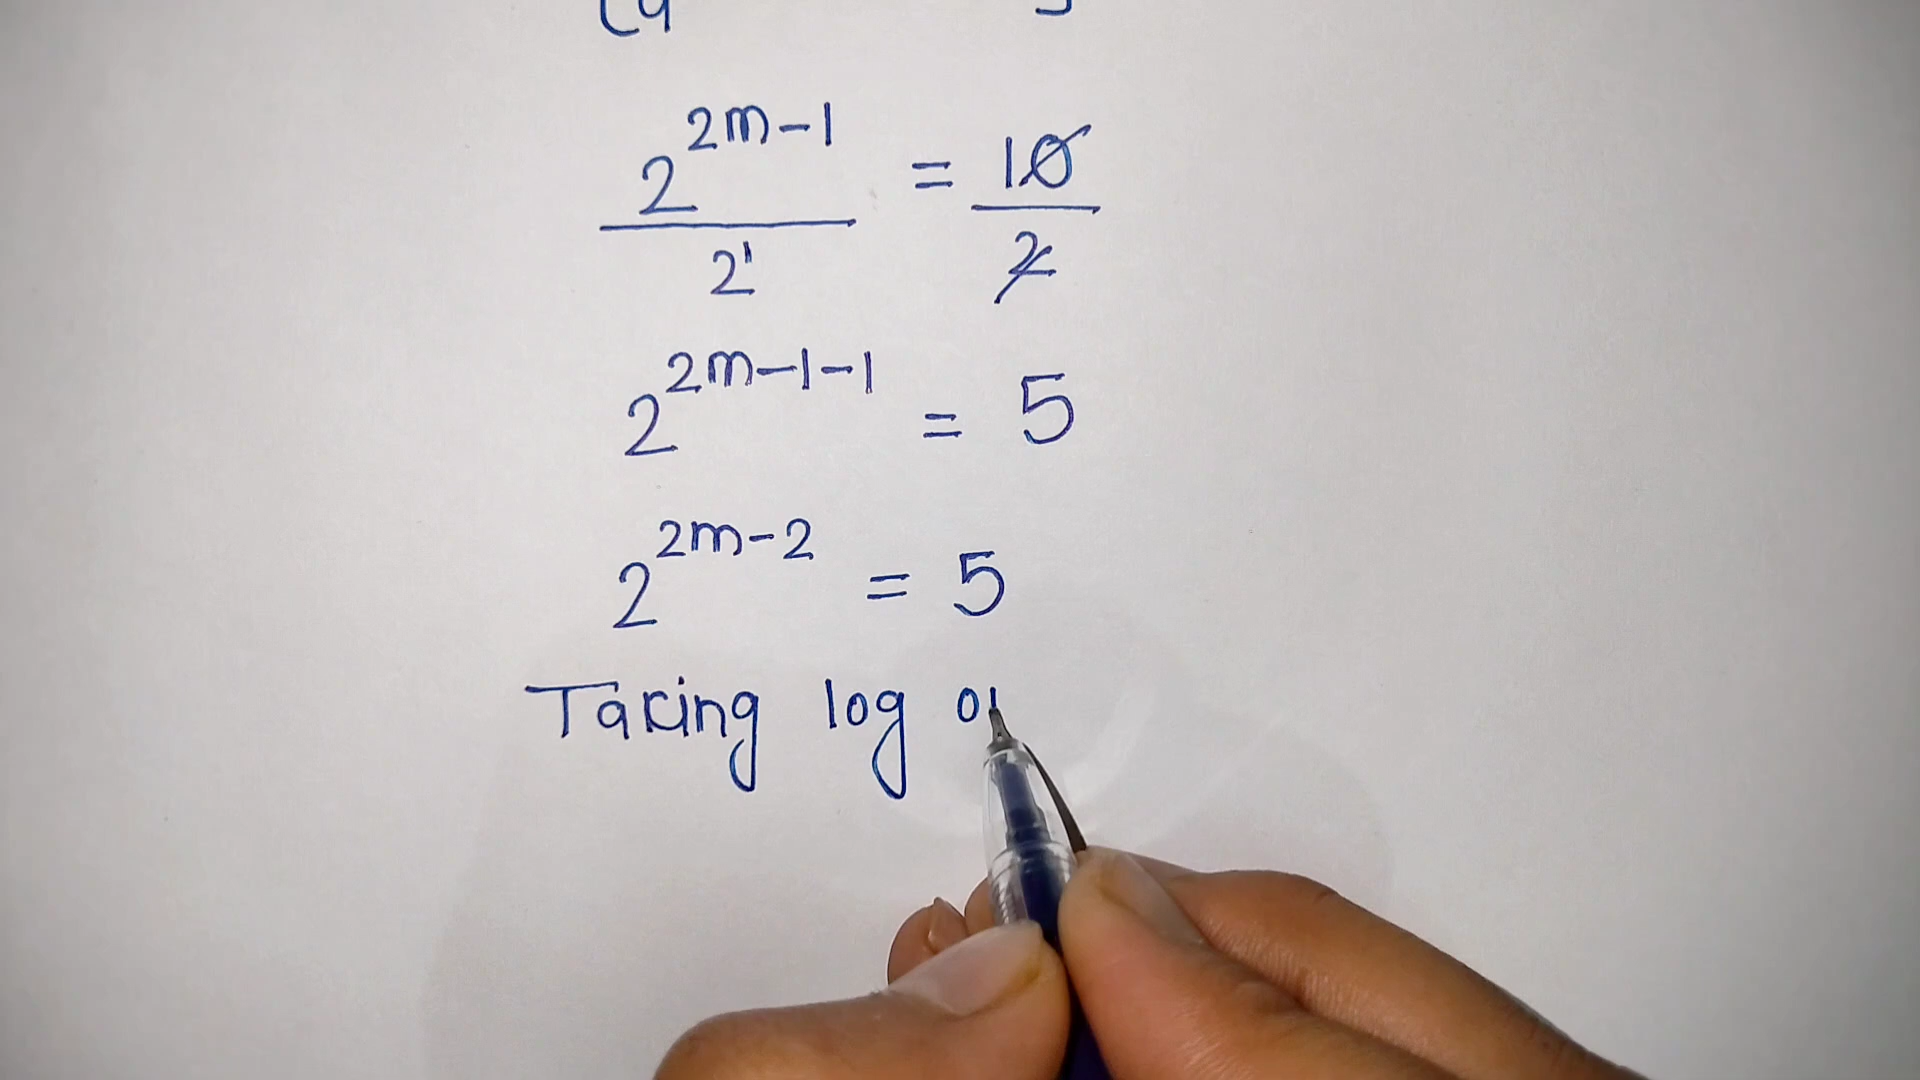 2^{2m-1} / 2^1 = 10 / 2
2^{2m-1-1} = 5
2^{2m-2} = 5
Taking log